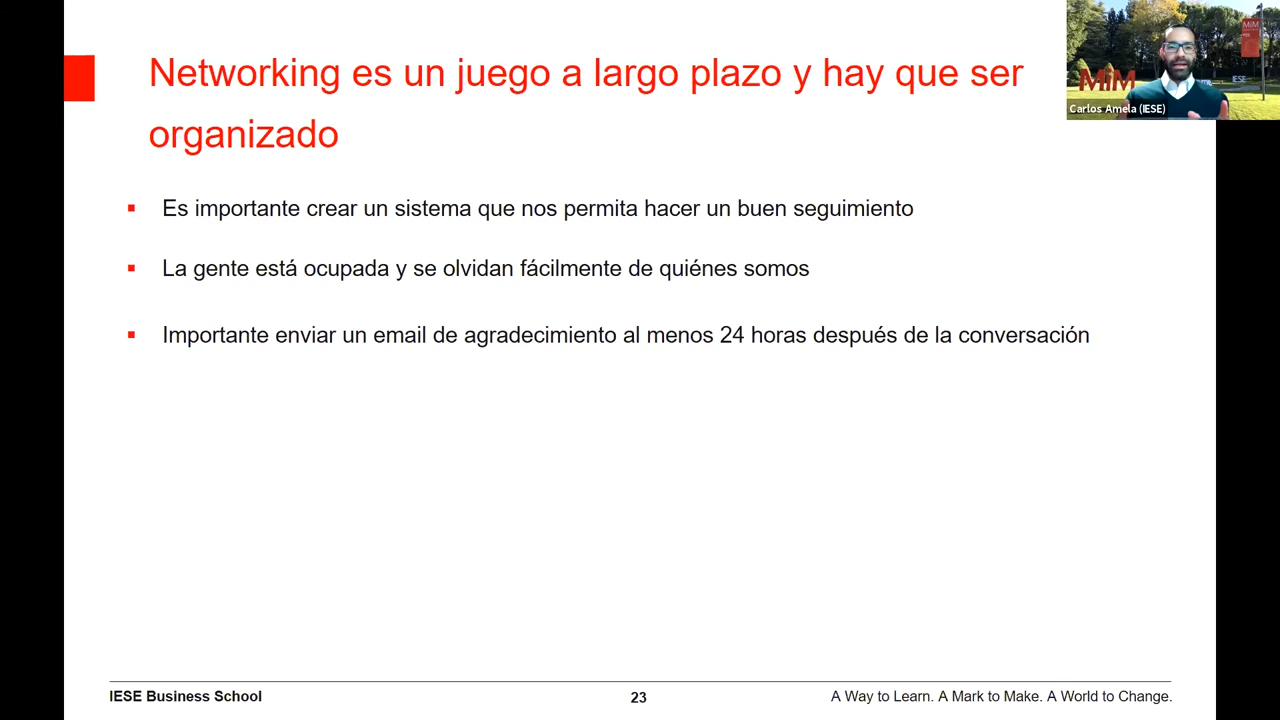 Networking es un juego a largo plazo y hay que ser
organizado
MiM
MiM
IESE
Carlos Amela (IESE)
Es importante crear un sistema que nos permita hacer un buen seguimiento
La gente está ocupada y se olvidan fácilmente de quiénes somos
Importante enviar un email de agradecimiento al menos 24 horas después de la conversación
IESE Business School
23
A Way to Learn. A Mark to Make. A World to Change.